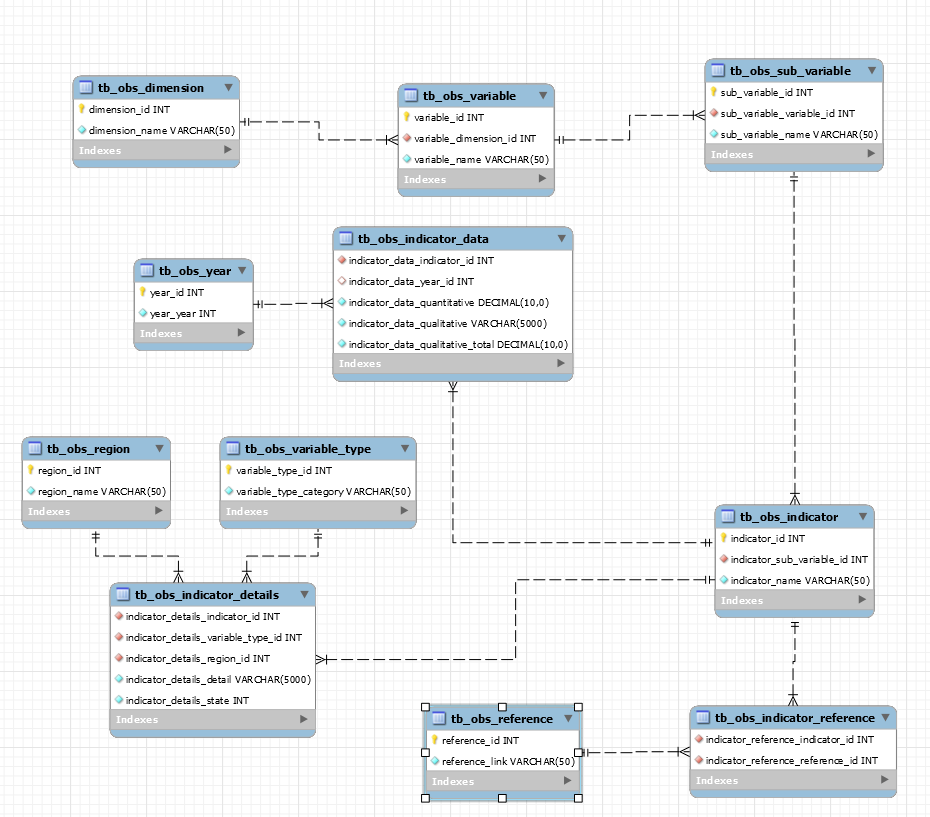 tb_obs_dimension
dimension_id INT
dimension_name VARCHAR(50)
Indexes
tb_obs_variable
variable_id INT
variable_dimension_id INT
variable_name VARCHAR(50)
Indexes
tb_obs_sub_variable
sub_variable_id INT
sub_variable_variable_id INT
sub_variable_name VARCHAR(50)
Indexes
tb_obs_year
year_id INT
year_year INT
Indexes
tb_obs_indicator_data
indicator_data_indicator_id INT
indicator_data_year_id INT
indicator_data_quantitative DECIMAL(10,0)
indicator_data_qualitative VARCHAR(5000)
indicator_data_qualitative_total DECIMAL(10,0)
Indexes
tb_obs_region
region_id INT
region_name VARCHAR(50)
Indexes
tb_obs_variable_type
variable_type_id INT
variable_type_category VARCHAR(50)
Indexes
tb_obs_indicator
indicator_id INT
indicator_sub_variable_id INT
indicator_name VARCHAR(50)
Indexes
tb_obs_indicator_details
indicator_details_indicator_id INT
indicator_details_variable_type_id INT
indicator_details_region_id INT
indicator_details_detail VARCHAR(5000)
indicator_details_state INT
Indexes
tb_obs_reference
reference_id INT
reference_link VARCHAR(50)
Indexes
tb_obs_indicator_reference
indicator_reference_indicator_id INT
indicator_reference_reference_id INT
Indexes